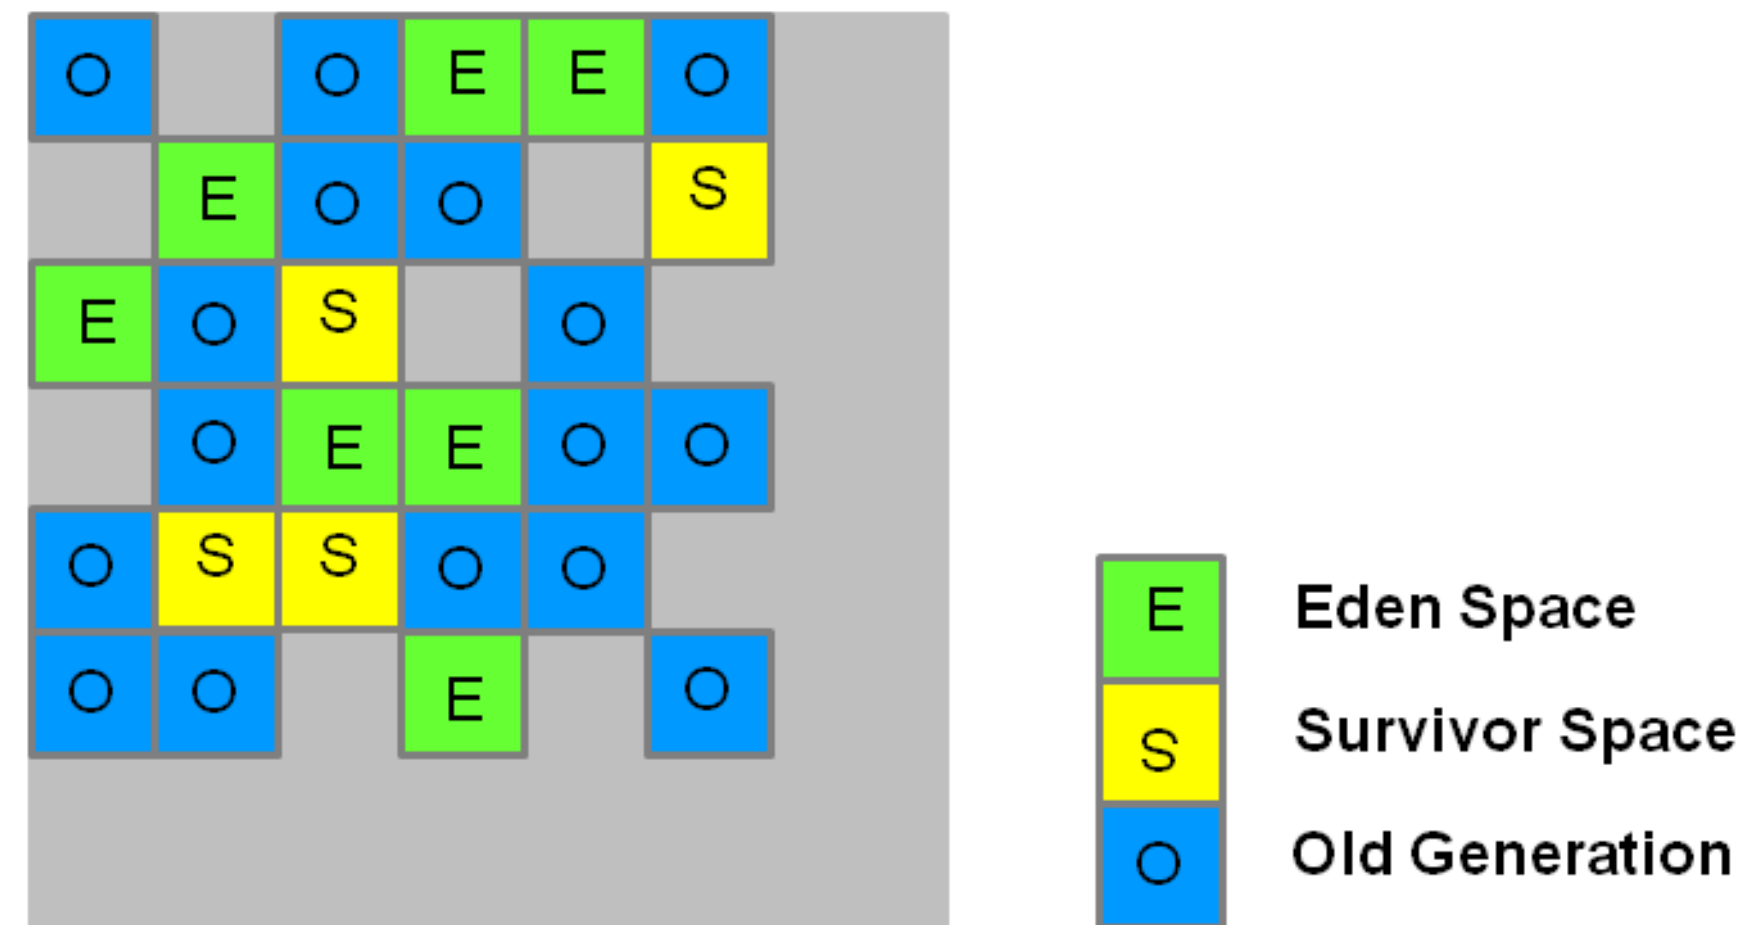 O O E E O
E O O S
E O S O
O E E O O
O S S O O
O O E O
E Eden Space
S Survivor Space
O Old Generation